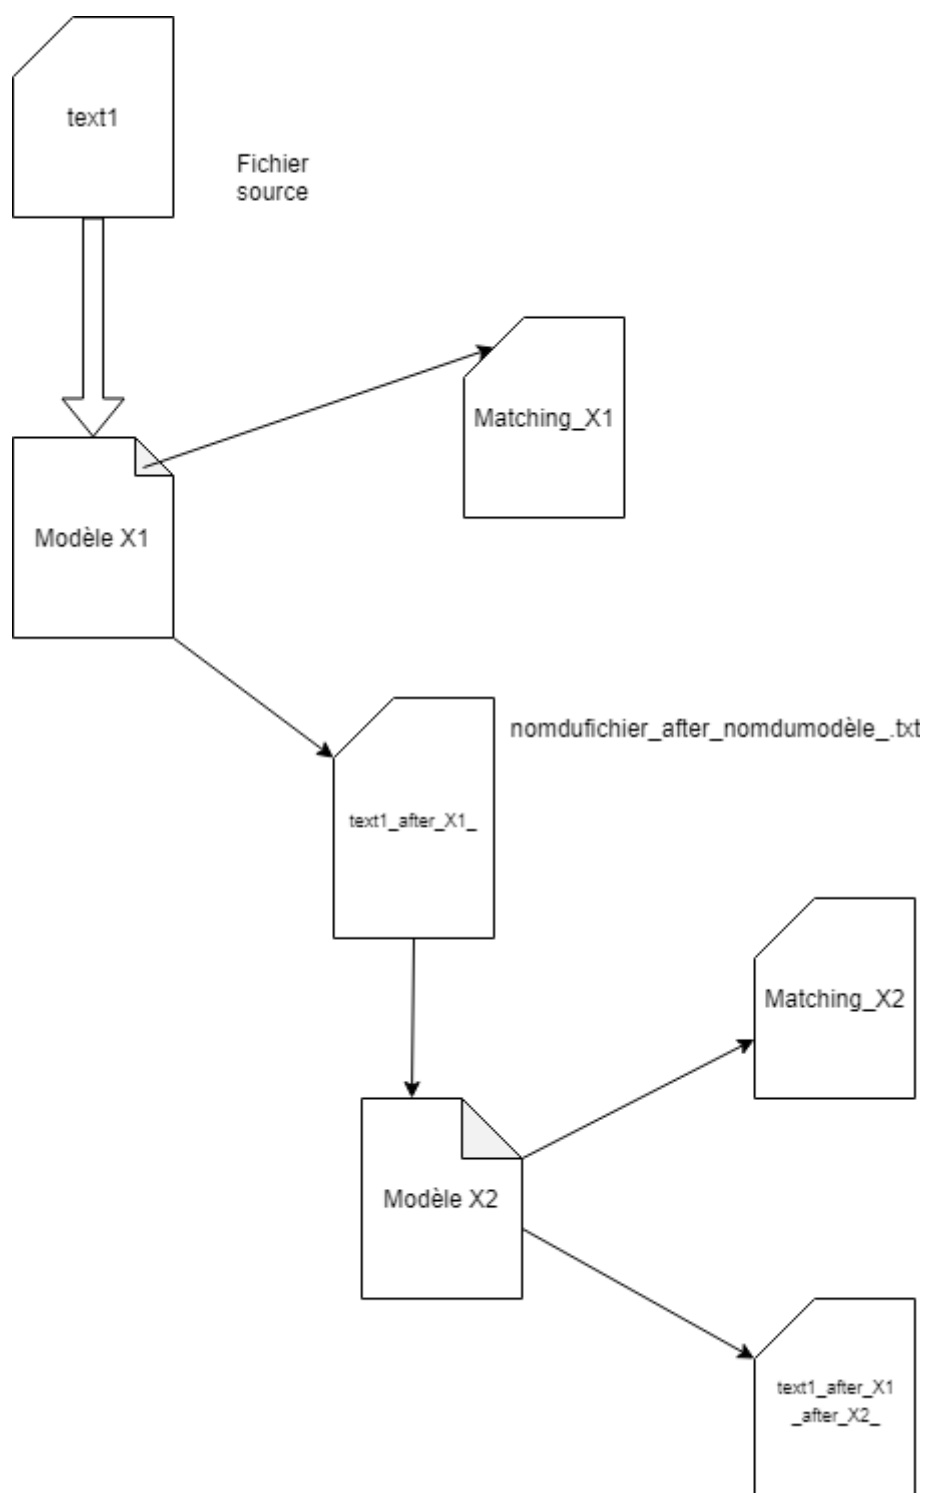 text1
Fichier
source
Matching_X1
Modèle X1
nomdufichier_after_nomdumodèle_.txt
text1_after_X1_
Matching_X2
Modèle X2
text1_after_X1
_after_X2_